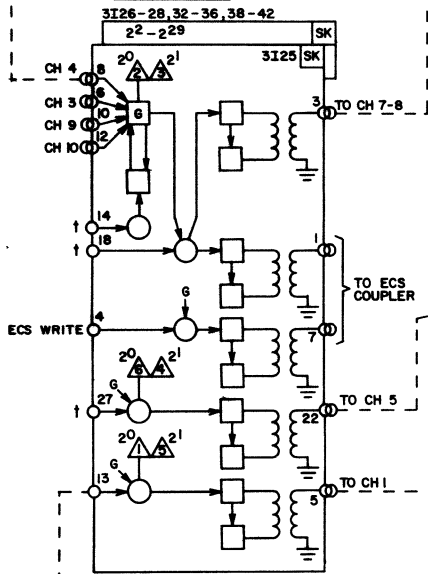 3I26-28,32-36,38-42
2² - 2²⁹ SK
3I25 SK
CH 4 8
CH 3 6
CH 9 10
CH 10 12
2⁰ 2 3 2¹
G
3 TO CH 7-8
↑ 14
↑ 18
1
TO ECS
COUPLER
G
ECS WRITE 4
7
2⁰ 6 4 2¹
G
↑ 27
22 TO CH 5
2⁰ 1 5 2¹
G
13
5 TO CH I